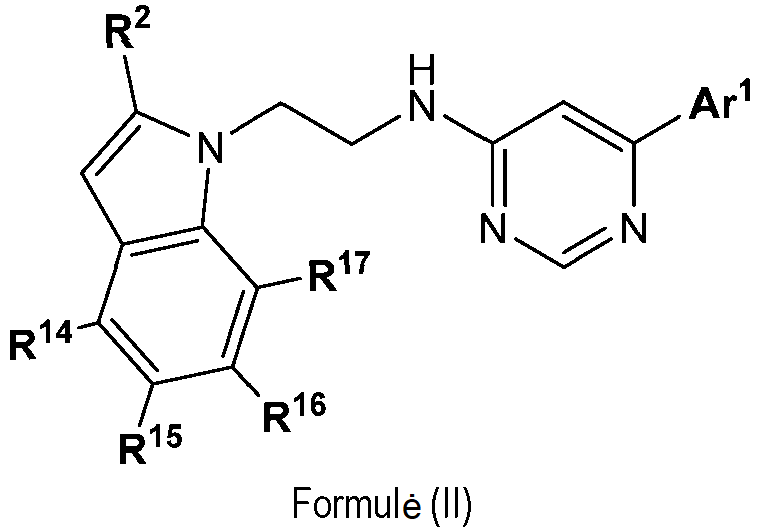 R²
H
N
Ar¹
N
N
N
R¹⁷
R¹⁴
R¹⁶
R¹⁵
Formulė (II)